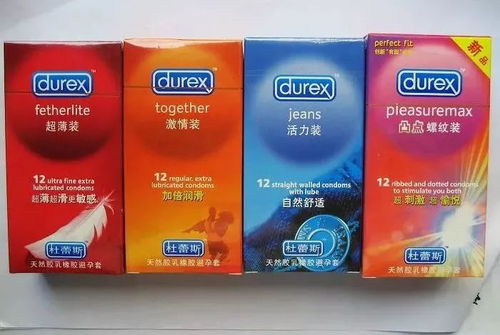 durex
fetherlite
超薄装
12 ultra fine extra
lubricated condoms
超薄超滑更敏感
杜蕾斯
天然胶乳橡胶避孕套
durex
together
激情装
12 regular, extra
lubricated condoms
加倍润滑
杜蕾斯
天然胶乳橡胶避孕套
durex
jeans
活力装
12 straight walled condoms
with lube
自然舒适
杜蕾斯
天然胶乳橡胶避孕套
perfect fit
新品
durex
pleasuremax
凸点螺纹装
12 ribbed and dotted condoms
to stimulate you both
超刺激 超愉悦
杜蕾斯
天然胶乳橡胶避孕套